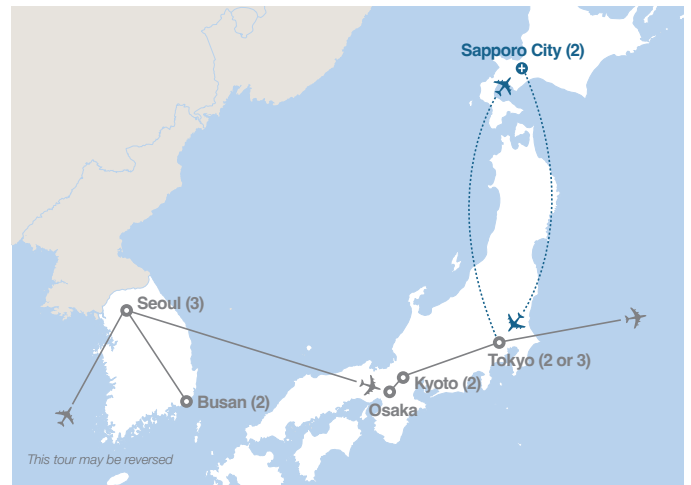 Sapporo City (2)
Seoul (3)
Tokyo (2 or 3)
Kyoto (2)
Busan (2)
Osaka
This tour may be reversed